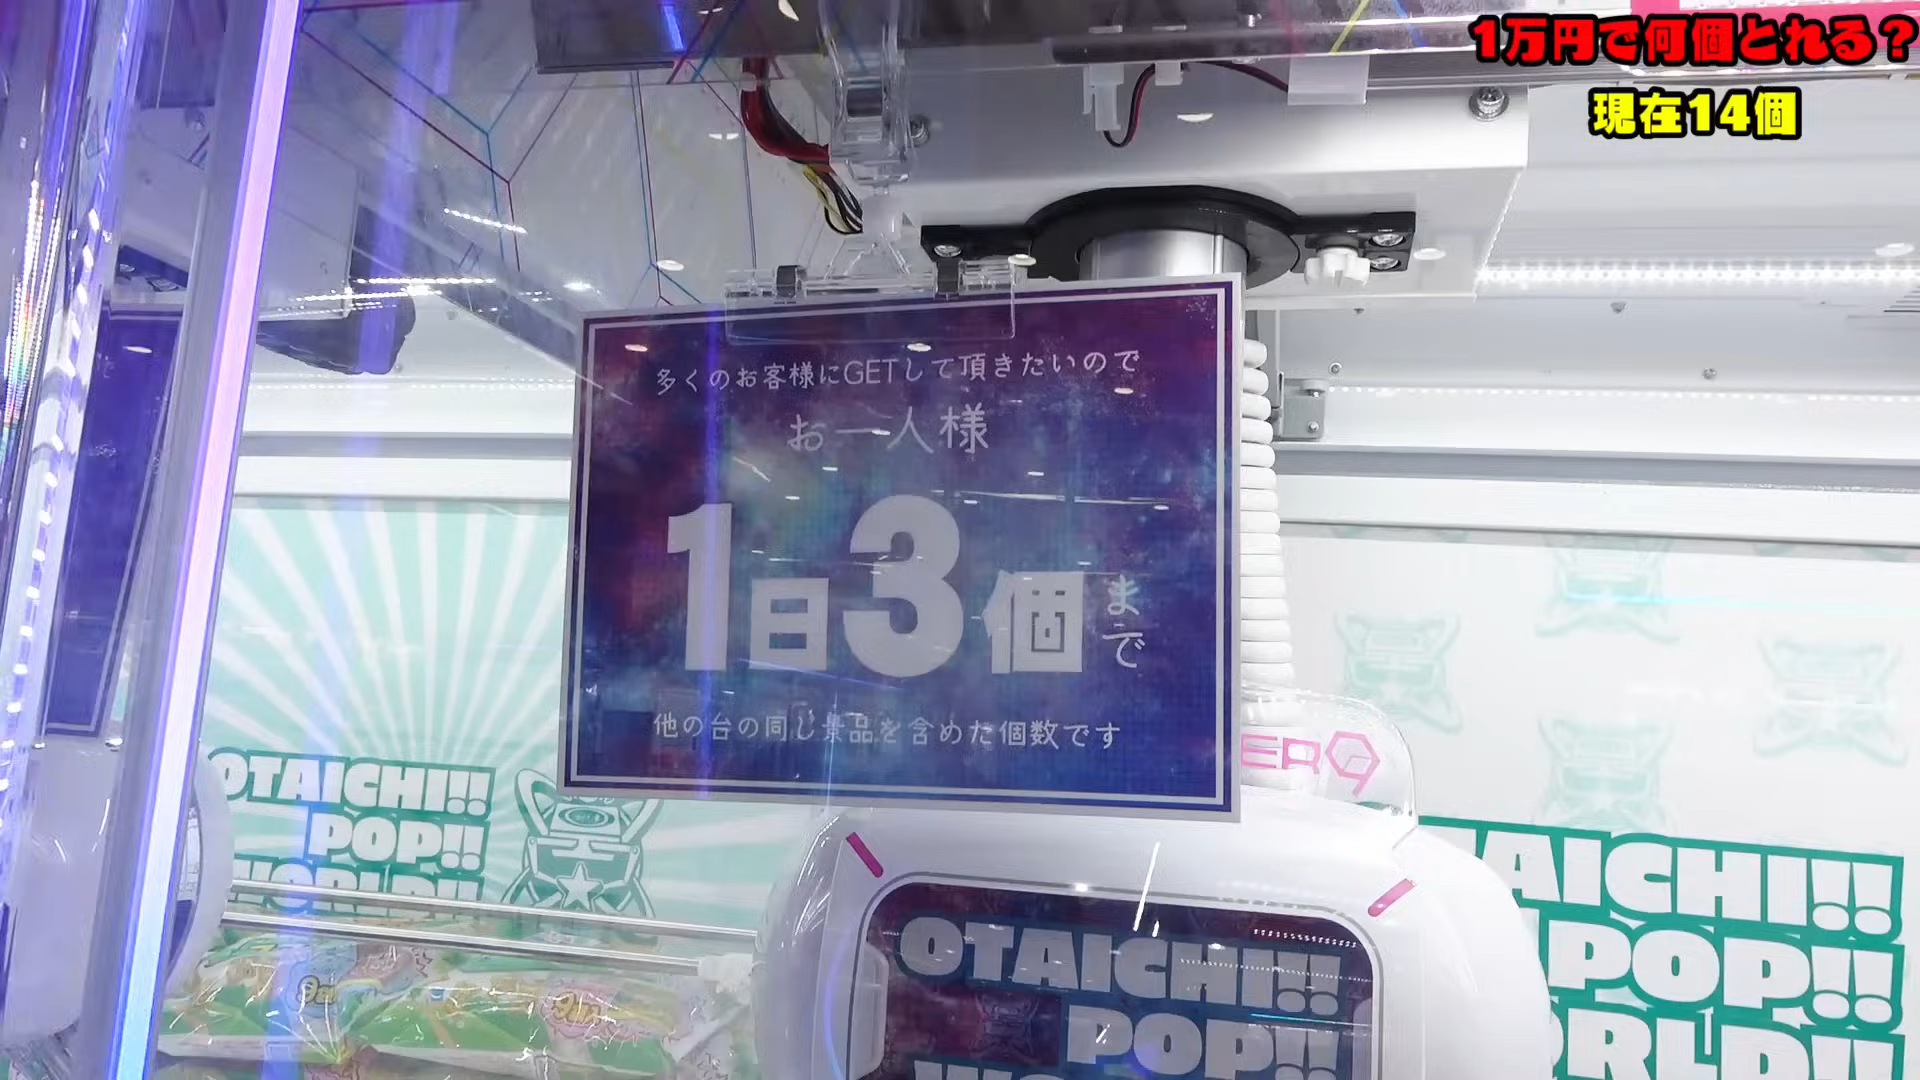 1万円で何個とれる?
現在14個
多くのお客様にGETして頂きたいので
お一人様
1日3個まで
他の台の同じ景品を含めた個数です
ER9
OTAICHI!!
POP!!
WORLD!!
OTAICHI!!
POP!!
AICHI!!
POP!!
ORLD!!